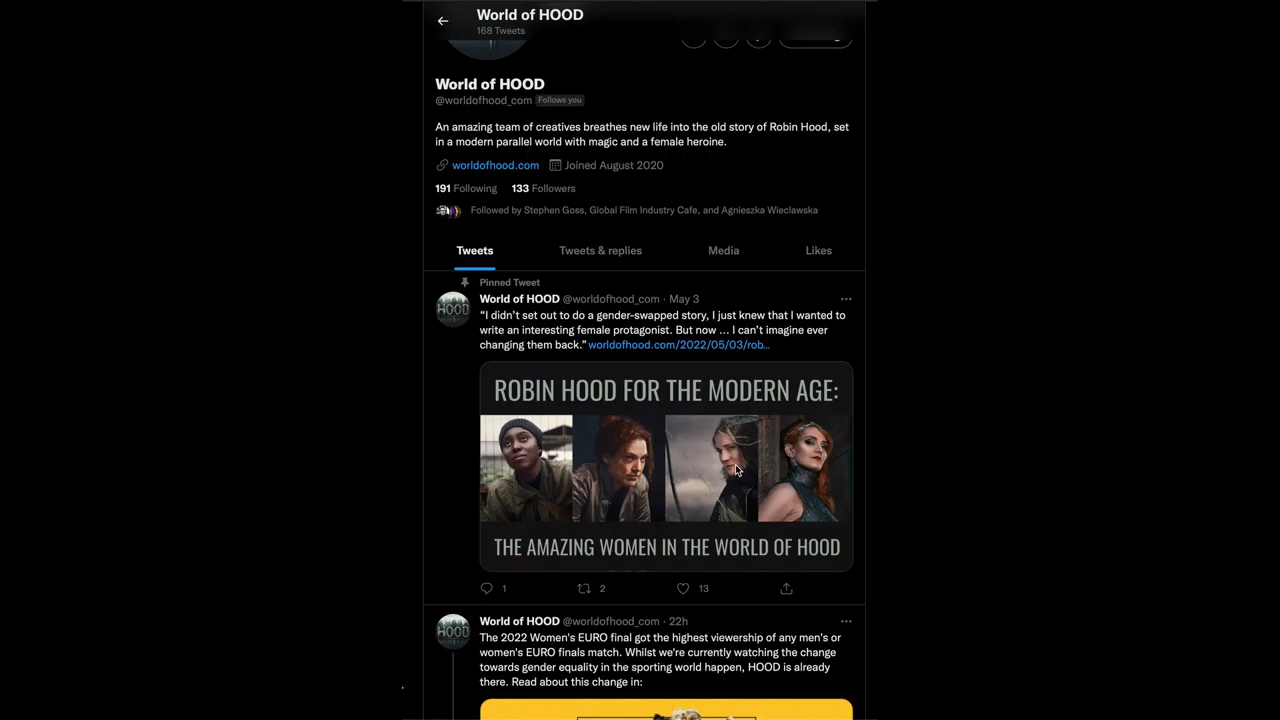 World of HOOD
168 Tweets
World of HOOD
@worldofhood_com Follows you
An amazing team of creatives breathes new life into the old story of Robin Hood, set
in a modern parallel world with magic and a female heroine.
worldofhood.com Joined August 2020
191 Following 133 Followers
Followed by Stephen Goss, Global Film Industry Cafe, and Agnieszka Wieclawska
Tweets Tweets & replies Media Likes
Pinned Tweet
World of HOOD @worldofhood_com · May 3
“I didn’t set out to do a gender-swapped story, I just knew that I wanted to
write an interesting female protagonist. But now … I can’t imagine ever
changing them back.” worldofhood.com/2022/05/03/rob…
HOOD
ROBIN HOOD FOR THE MODERN AGE:
THE AMAZING WOMEN IN THE WORLD OF HOOD
1 2 13
World of HOOD @worldofhood_com · 22h
HOOD
The 2022 Women's EURO final got the highest viewership of any men's or
women's EURO finals match. Whilst we're currently watching the change
towards gender equality in the sporting world happen, HOOD is already
there. Read about this change in: